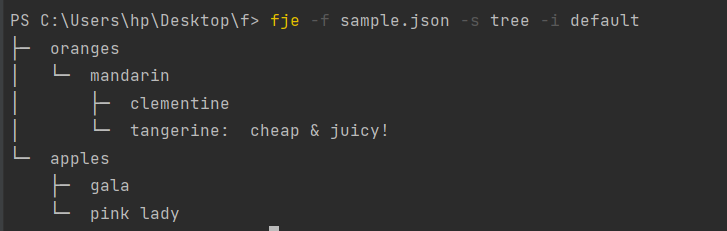 PS C:\Users\hp\Desktop\f> fje -f sample.json -s tree -i default
├─ oranges
│  └─ mandarin
│     ├─ clementine
│     └─ tangerine:  cheap & juicy!
└─ apples
   ├─ gala
   └─ pink lady